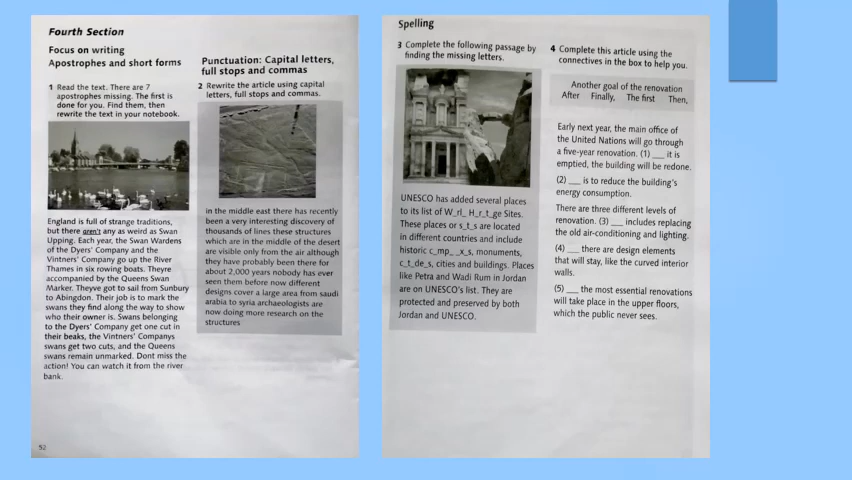 Fourth Section
Focus on writing
Apostrophes and short forms
1 Read the text. There are 7
apostrophes missing. The first is
done for you. Find them, then
rewrite the text in your notebook.
England is full of strange traditions,
but there aren't any as weird as Swan
Upping. Each year, the Swan Wardens
of the Dyers' Company and the
Vintners' Company go up the River
Thames in six rowing boats. Theyre
accompanied by the Queens Swan
Marker. Theyve got to sail from Sunbury
to Abingdon. Their job is to mark the
swans they find along the way to show
who their owner is. Swans belonging
to the Dyers' Company get one cut in
their beaks, the Vintners' Companys
swans get two cuts, and the Queens
swans remain unmarked. Dont miss the
action! You can watch it from the river
bank.
52
Punctuation: Capital letters,
full stops and commas
2 Rewrite the article using capital
letters, full stops and commas.
in the middle east there has recently
been a very interesting discovery of
thousands of lines these structures
which are in the middle of the desert
are visible only from the air although
they have probably been there for
about 2,000 years nobody has ever
seen them before now different
designs cover a large area from saudi
arabia to syria archaeologists are
now doing more research on the
structures
Spelling
3 Complete the following passage by
finding the missing letters.
UNESCO has added several places
to its list of W_rl_ H_r_t_ge Sites.
These places or s_t_s are located
in different countries and include
historic c_mp_ _x_s, monuments,
c_t_de_s, cities and buildings. Places
like Petra and Wadi Rum in Jordan
are on UNESCO's list. They are
protected and preserved by both
Jordan and UNESCO.
4 Complete this article using the
connectives in the box to help you.
Another goal of the renovation
After Finally, The first Then,
Early next year, the main office of
the United Nations will go through
a five-year renovation. (1) __ it is
emptied, the building will be redone.
(2) __ is to reduce the building's
energy consumption.
There are three different levels of
renovation. (3) __ includes replacing
the old air-conditioning and lighting.
(4) __ there are design elements
that will stay, like the curved interior
walls.
(5) __ the most essential renovations
will take place in the upper floors,
which the public never sees.